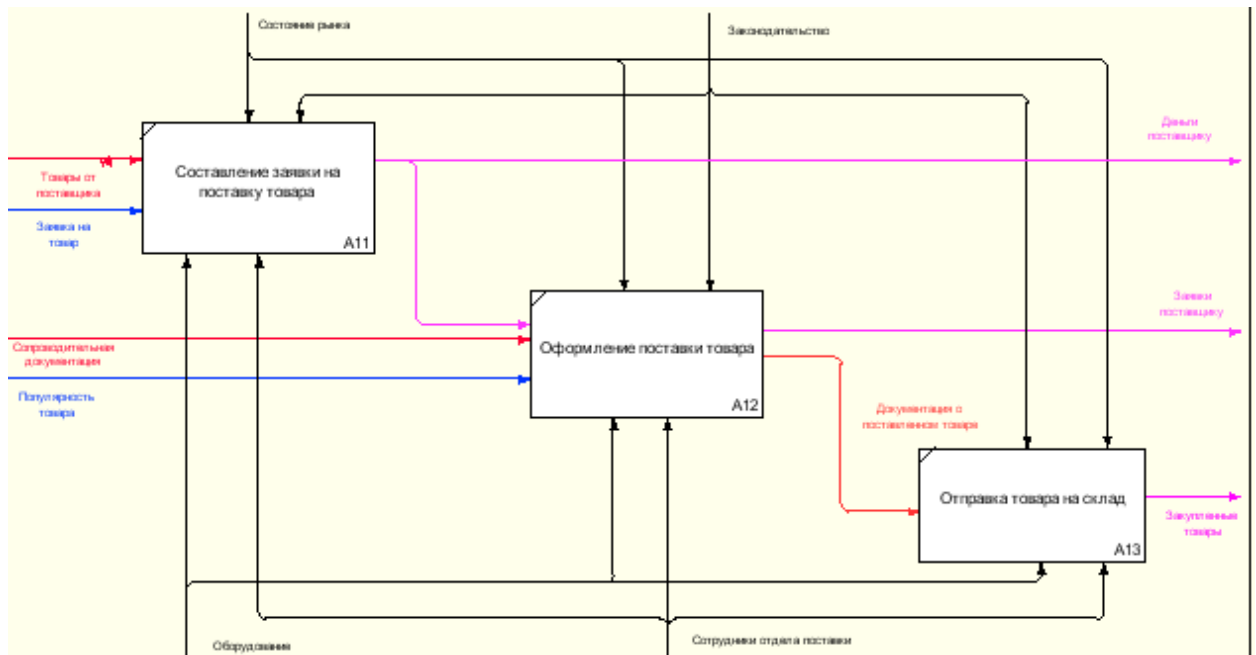 Состояние рынка
Законодательство
Деньги
поставщику
Составление заявки на
поставку товара
A11
Товары от
поставщика
Заявка на
товар
Заявки
поставщику
Сопроводительная
документация
Оформление поставки товара
A12
Популярность
товара
Документация о
поставленном товаре
Отправка товара на склад
A13
Закупленные
товары
Оборудование
Сотрудники отдела поставки